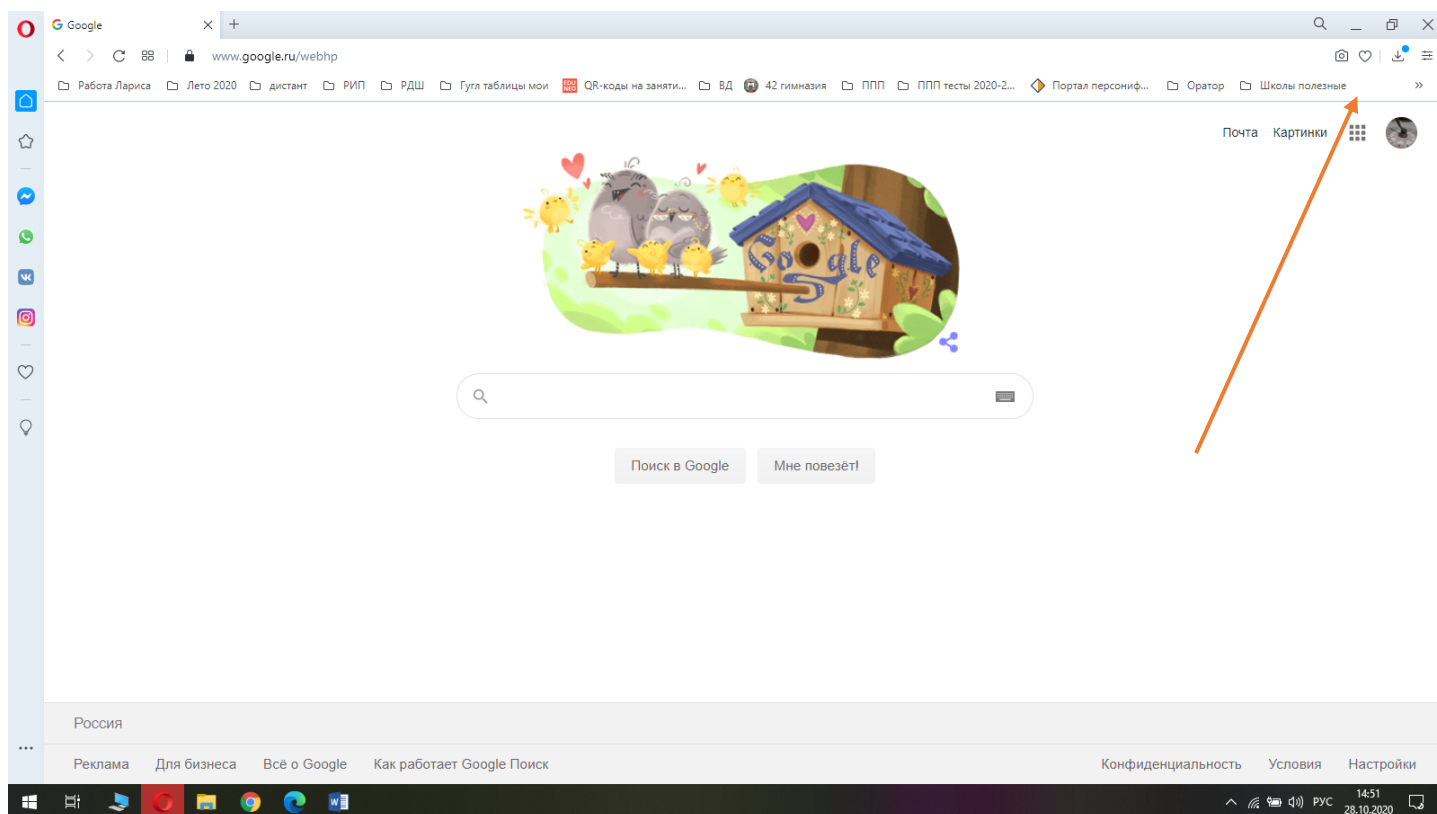 Google
www.google.ru/webhp
Работа Лариса Лето 2020 дистант РИП РДШ Гугл таблицы мои EDU NEO QR-коды на заняти... ВД 42 гимназия ППП ППП тесты 2020-2... Портал персониф... Оратор Школы полезные
Почта Картинки
Google
Поиск в Google Мне повезёт!
Россия
Реклама Для бизнеса Всё о Google Как работает Google Поиск Конфиденциальность Условия Настройки
РУС 14:51
28.10.2020